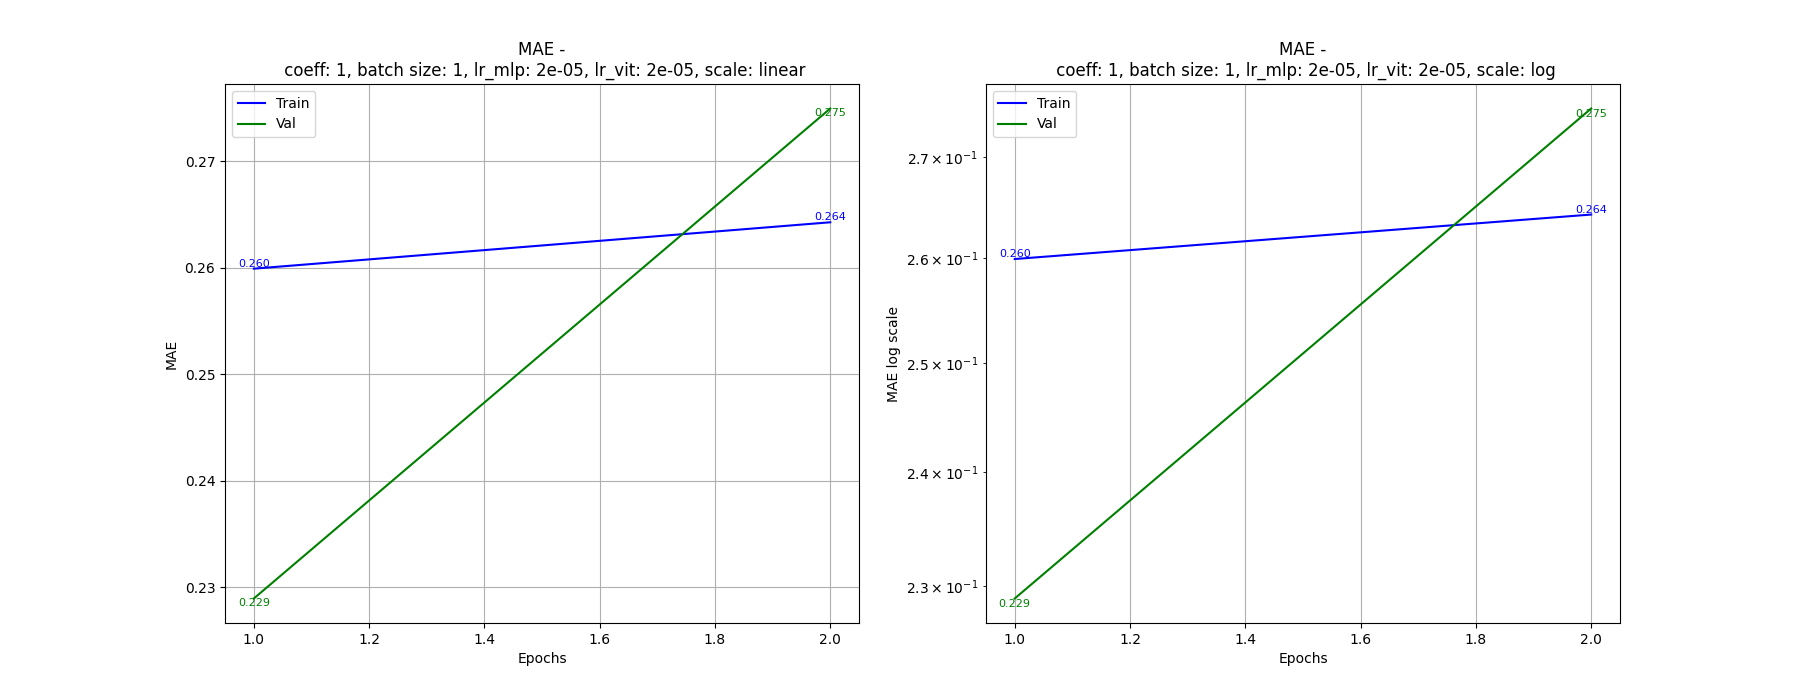 MAE -
coeff: 1, batch size: 1, lr_mlp: 2e-05, lr_vit: 2e-05, scale: linear
Train
Val
0.275
0.264
0.260
0.229
0.27
0.26
0.25
0.24
0.23
MAE
1.0 1.2 1.4 1.6 1.8 2.0
Epochs
MAE -
coeff: 1, batch size: 1, lr_mlp: 2e-05, lr_vit: 2e-05, scale: log
Train
Val
0.275
0.264
0.260
0.229
2.7 × 10⁻¹
2.6 × 10⁻¹
2.5 × 10⁻¹
2.4 × 10⁻¹
2.3 × 10⁻¹
MAE log scale
1.0 1.2 1.4 1.6 1.8 2.0
Epochs